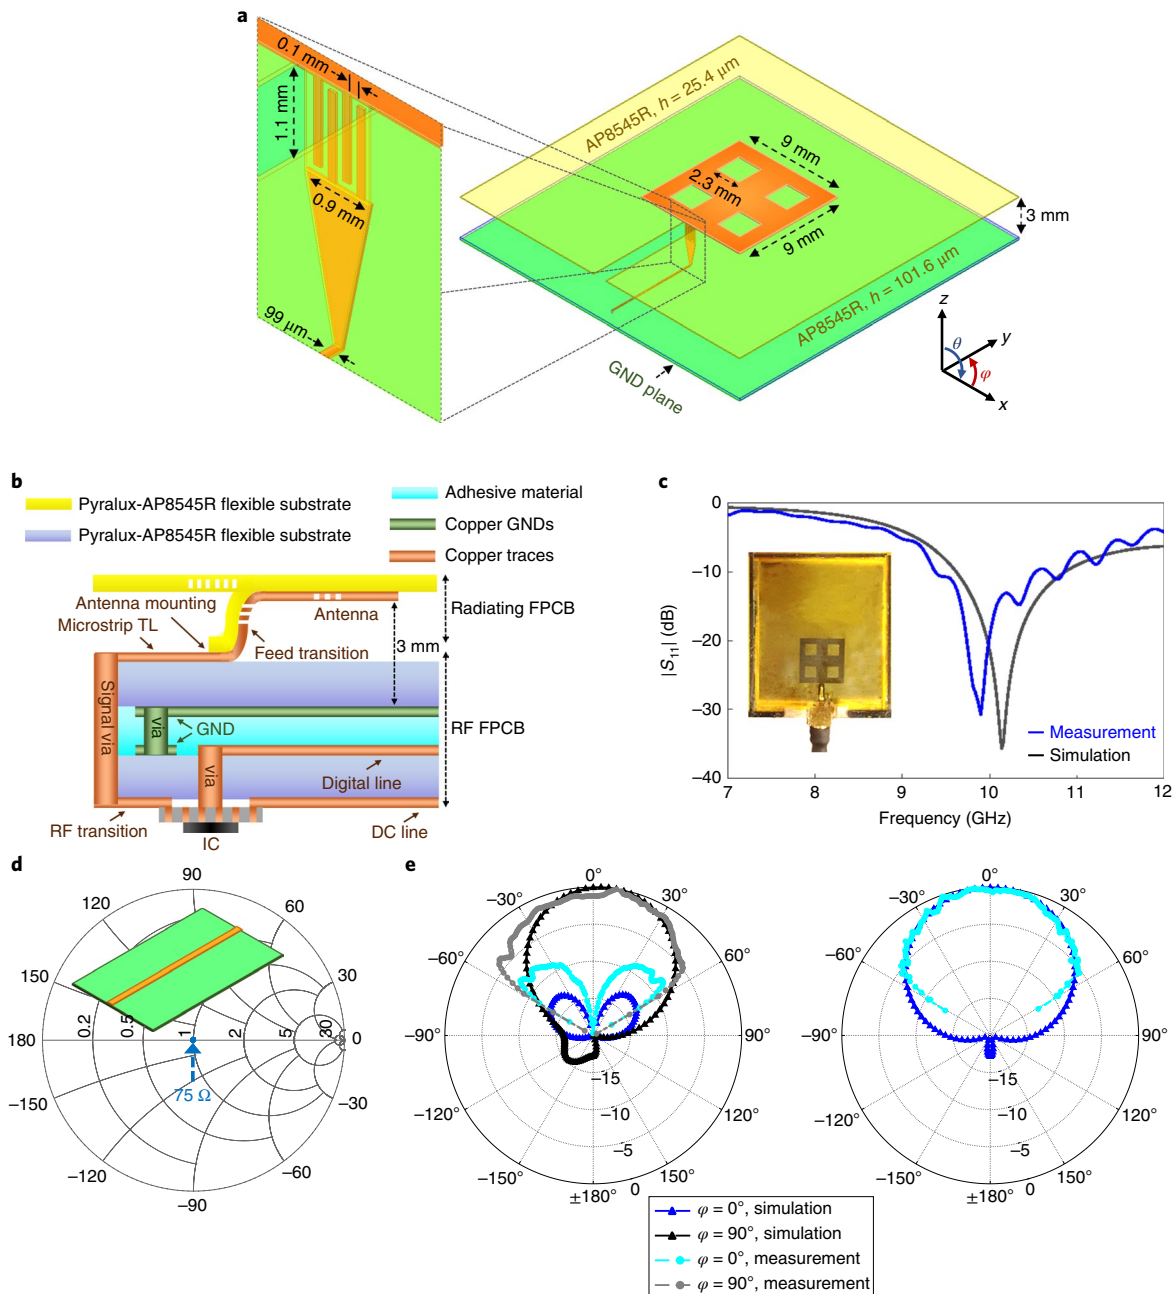 a
0.1 mm
1.1 mm
0.9 mm
99 μm
AP8545R, h = 25.4 μm
9 mm
2.3 mm
9 mm
3 mm
AP8545R, h = 101.6 μm
GND plane
z
y
x
θ
φ
b
Pyralux-AP8545R flexible substrate
Pyralux-AP8545R flexible substrate
Adhesive material
Copper GNDs
Copper traces
Antenna mounting
Microstrip TL
Antenna
Feed transition
Radiating FPCB
3 mm
RF FPCB
Signal via
via
GND
via
Digital line
RF transition
IC
DC line
c
0
−10
−20
−30
−40
|S11| (dB)
7
8
9
10
11
12
Frequency (GHz)
Measurement
Simulation
d
90
120
60
150
30
180
0.2
0.5
1
2
5
20
0
75 Ω
−150
−30
−120
−60
−90
e
0°
−30°
30°
−60°
60°
−90°
90°
−120°
120°
−150°
150°
±180°
−15
−10
−5
0
0°
−30°
30°
−60°
60°
−90°
90°
−120°
120°
−150°
150°
±180°
−15
−10
−5
0
φ = 0°, simulation
φ = 90°, simulation
φ = 0°, measurement
φ = 90°, measurement